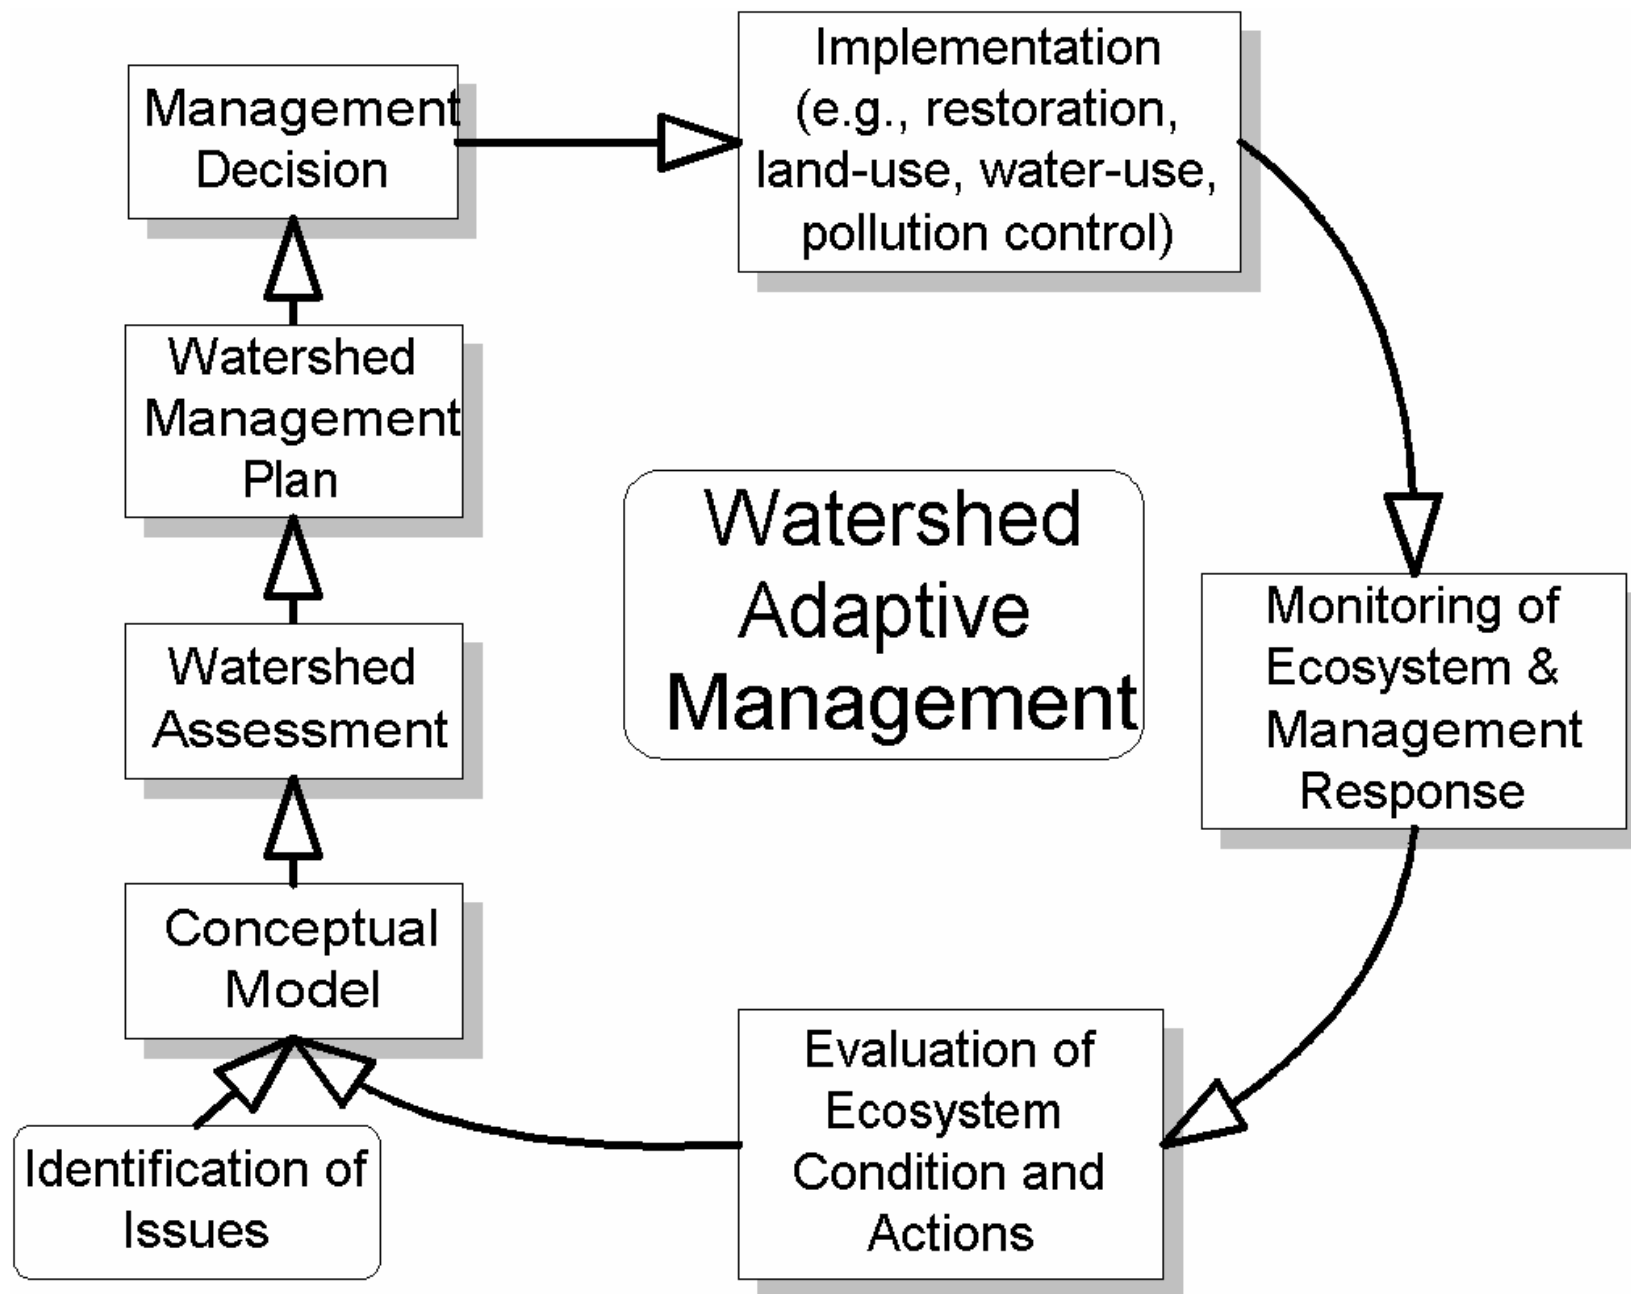 Management
Decision
Implementation
(e.g., restoration,
land-use, water-use,
pollution control)
Watershed
Management
Plan
Watershed
Adaptive
Management
Monitoring of
Ecosystem &
Management
Response
Watershed
Assessment
Conceptual
Model
Evaluation of
Ecosystem
Condition and
Actions
Identification of
Issues